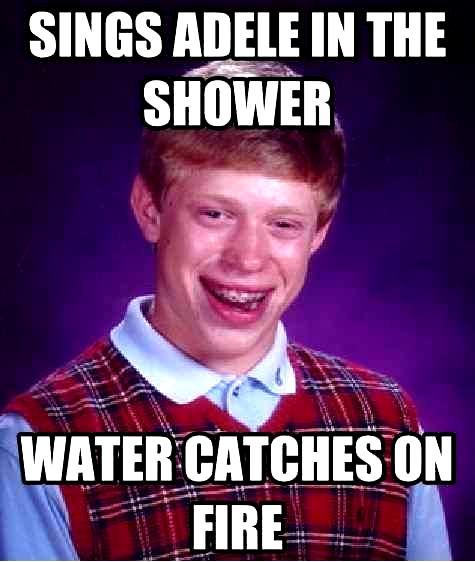 SINGS ADELE IN THE
SHOWER
WATER CATCHES ON
FIRE